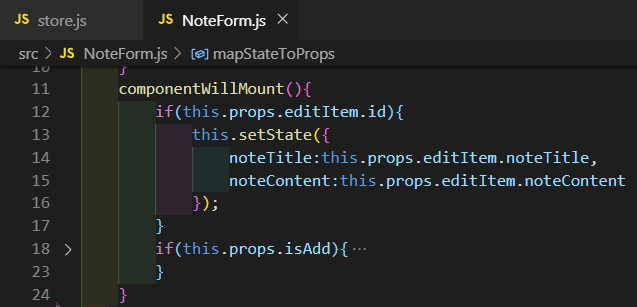 JS store.js JS NoteForm.js ×
src > JS NoteForm.js > mapStateToProps
10 }
11 componentWillMount(){
12 if(this.props.editItem.id){
13 this.setState({
14 noteTitle:this.props.editItem.noteTitle,
15 noteContent:this.props.editItem.noteContent
16 });
17 }
18 > if(this.props.isAdd){···
23 }
24 }